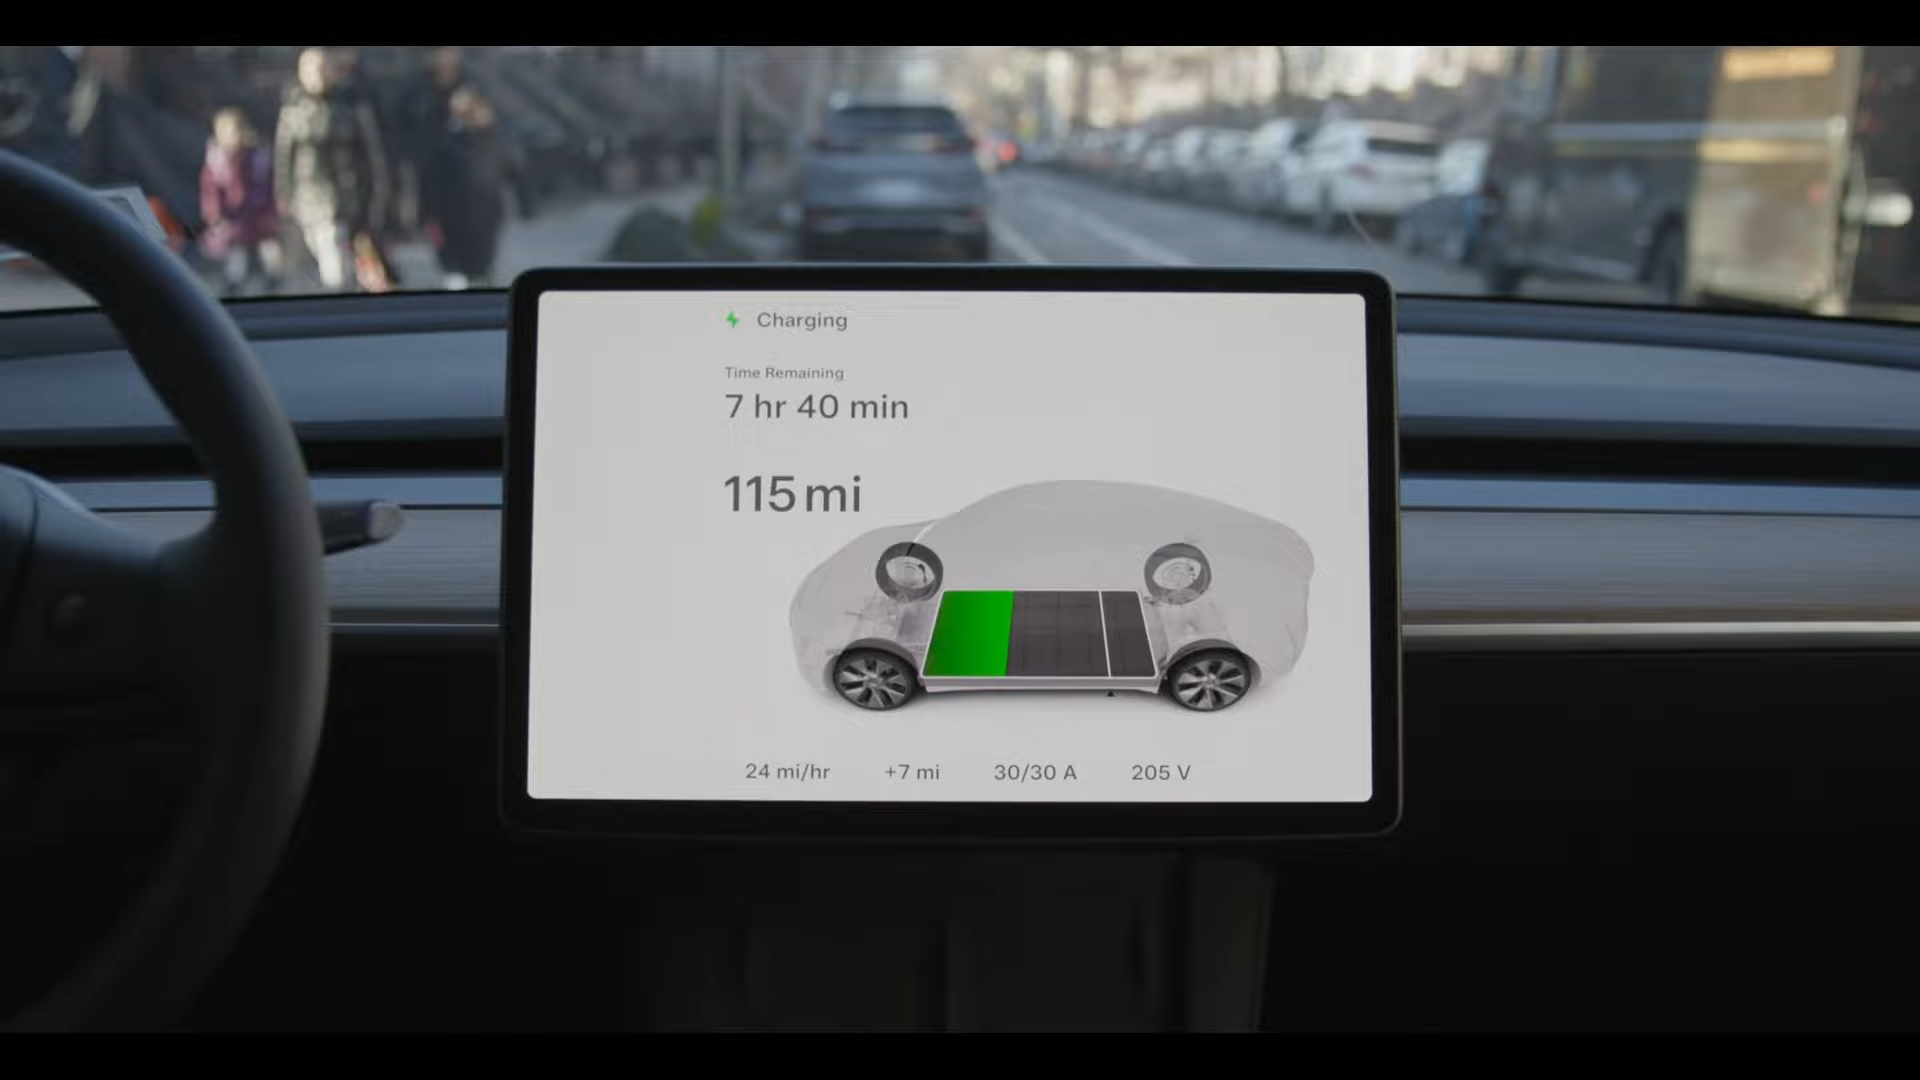 Charging
Time Remaining
7 hr 40 min
115 mi
24 mi/hr +7 mi 30/30 A 205 V